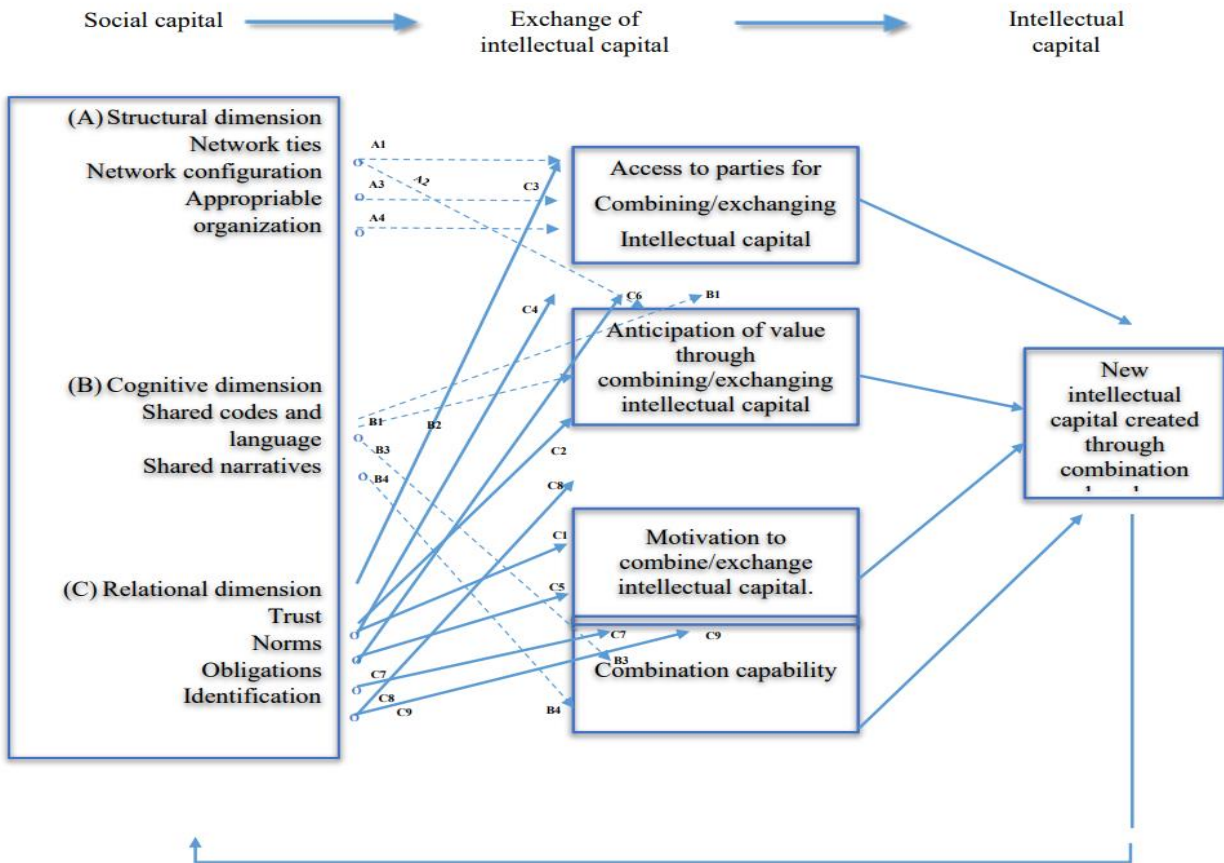 Social capital
Exchange of
intellectual capital
Intellectual
capital
(A) Structural dimension
Network ties
Network configuration
Appropriable
organization
(B) Cognitive dimension
Shared codes and
language
Shared narratives
(C) Relational dimension
Trust
Norms
Obligations
Identification
A1
A2
A3
A4
C3
C4
C6
B1
B1
B2
B3
B4
C2
C8
C1
C5
C7
C8
C9
C7
C9
B3
B4
Access to parties for
Combining/exchanging
Intellectual capital
Anticipation of value
through
combining/exchanging
intellectual capital
Motivation to
combine/exchange
intellectual capital.
Combination capability
New
intellectual
capital created
through
combination